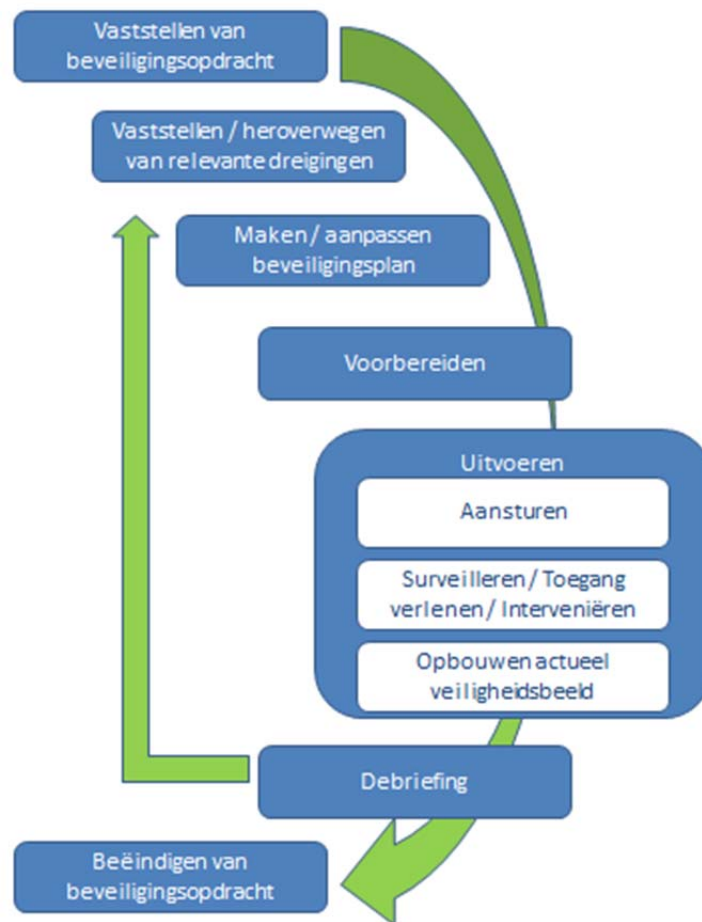 Vaststellen van
beveiligingsopdracht
Vaststellen / heroverwegen
van relevante dreigingen
Maken / aanpassen
beveiligingsplan
Voorbereiden
Uitvoeren
Aansturen
Surveilleren / Toegang
verlenen / Interveniëren
Opbouwen actueel
veiligheidsbeeld
Debriefing
Beëindigen van
beveiligingsopdracht